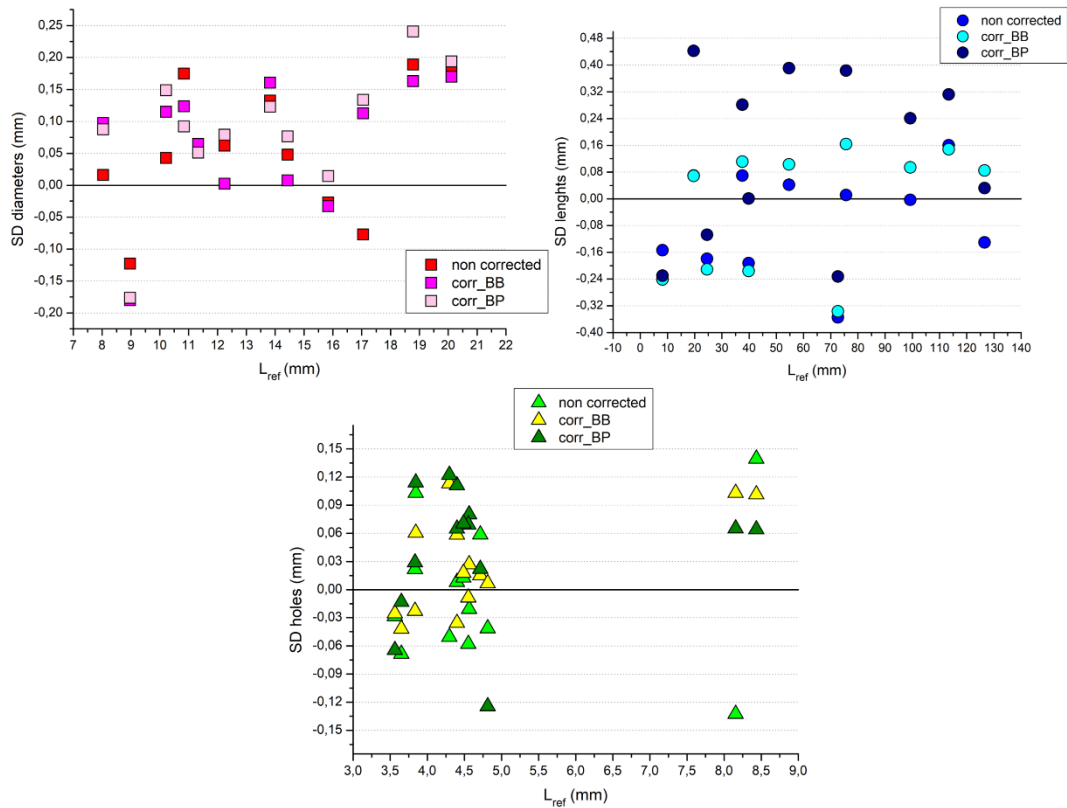 SD diameters (mm)
0,25
0,20
0,15
0,10
0,05
0,00
-0,05
-0,10
-0,15
-0,20
7 8 9 10 11 12 13 14 15 16 17 18 19 20 21 22
L_ref (mm)
non corrected
corr_BB
corr_BP
SD lenghts (mm)
0,48
0,40
0,32
0,24
0,16
0,08
0,00
-0,08
-0,16
-0,24
-0,32
-0,40
-10 0 10 20 30 40 50 60 70 80 90 100 110 120 130 140
L_ref (mm)
non corrected
corr_BB
corr_BP
non corrected
corr_BB
corr_BP
SD holes (mm)
0,15
0,12
0,09
0,06
0,03
0,00
-0,03
-0,06
-0,09
-0,12
-0,15
3,0 3,5 4,0 4,5 5,0 5,5 6,0 6,5 7,0 7,5 8,0 8,5 9,0
L_ref (mm)